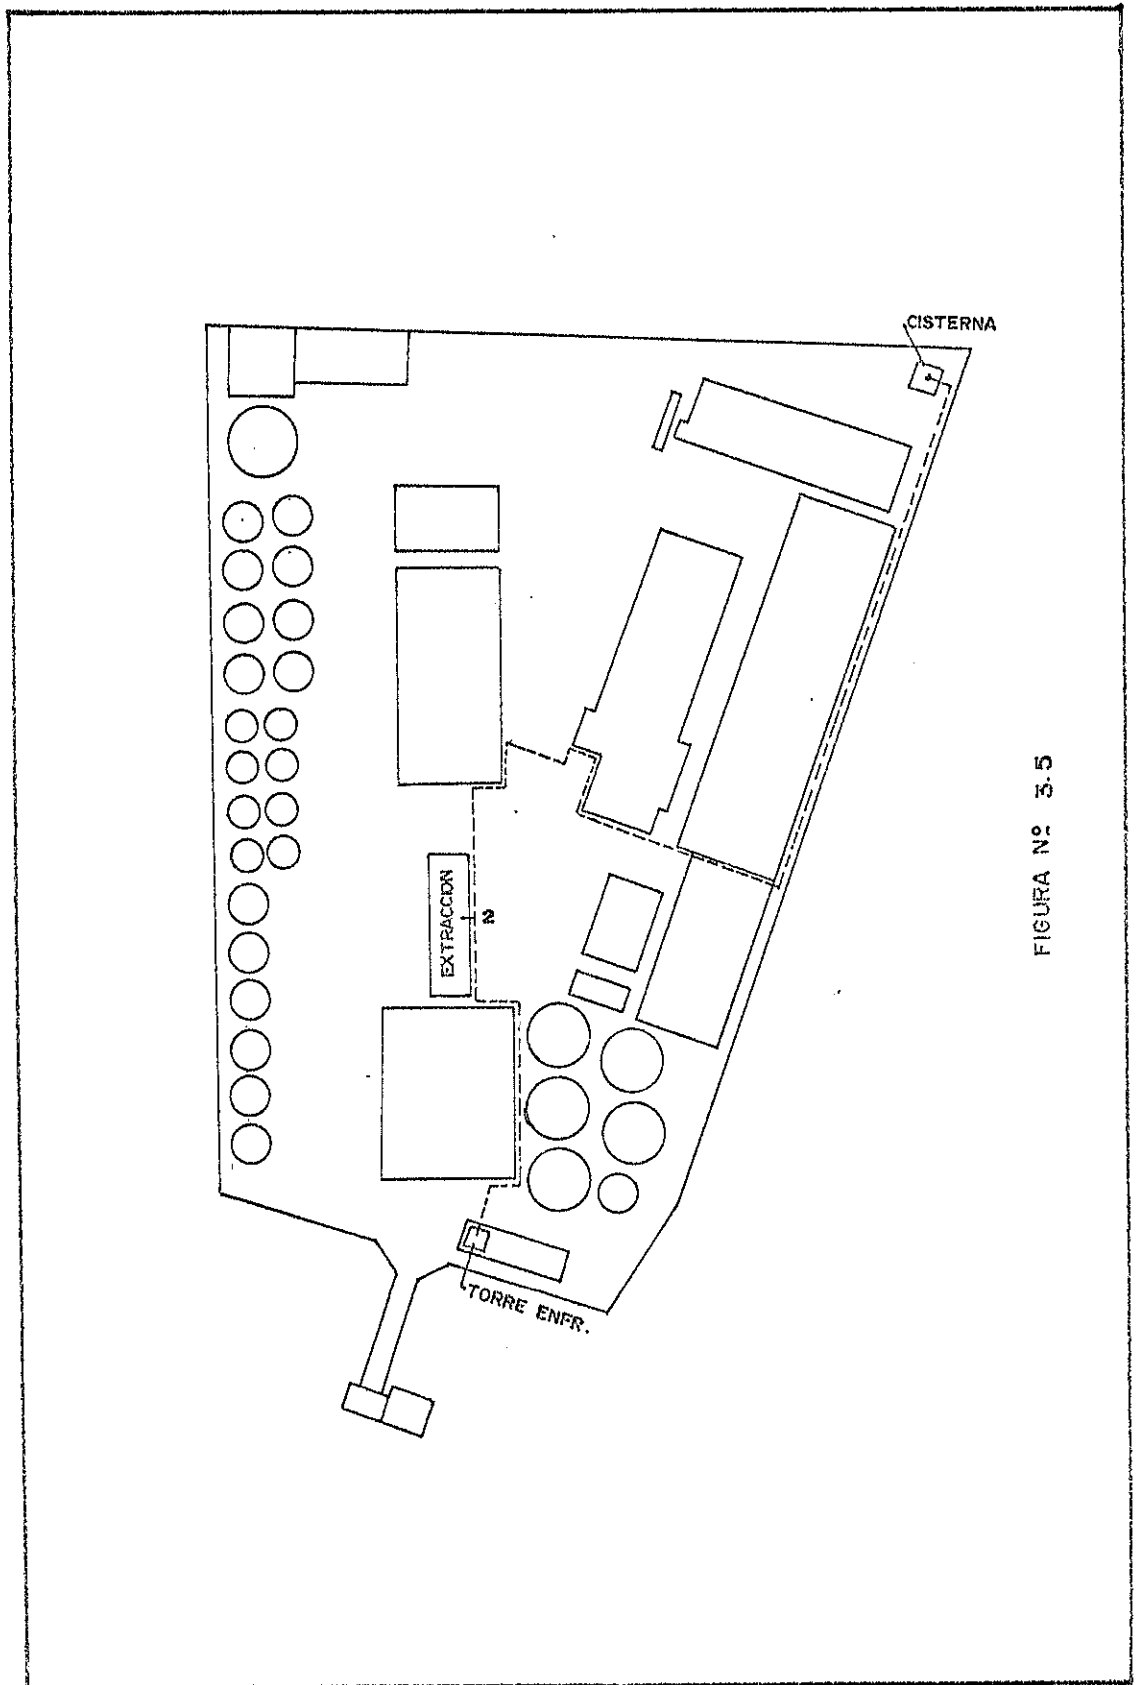 CISTERNA
EXTRACCION
2
TORRE ENFR.
FIGURA Nº 3.5